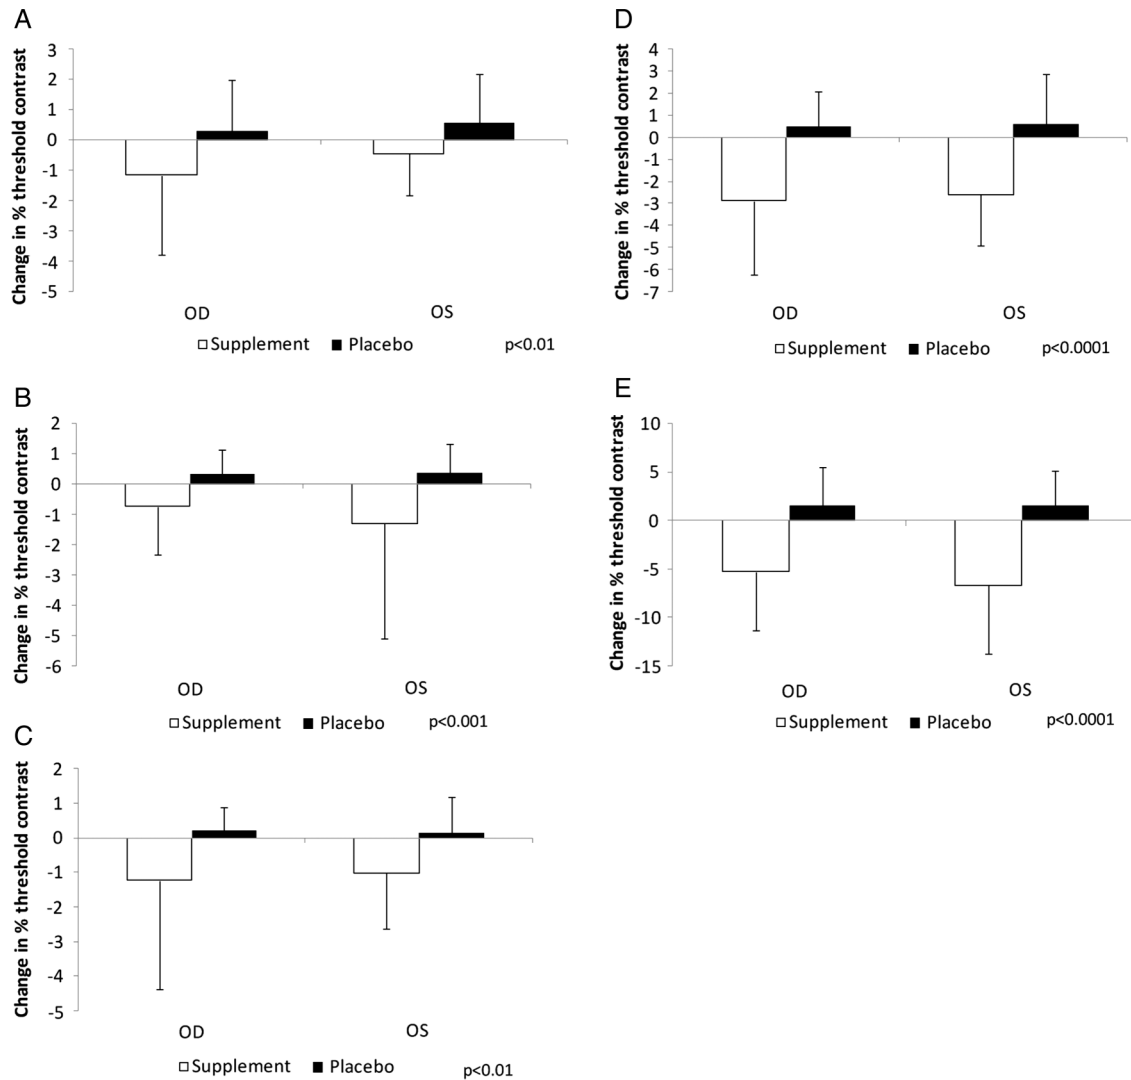 A
Change in % threshold contrast
3
2
1
0
-1
-2
-3
-4
-5
OD
OS
Supplement Placebo p<0.01
B
Change in % threshold contrast
2
1
0
-1
-2
-3
-4
-5
-6
OD
OS
Supplement Placebo p<0.001
C
Change in % threshold contrast
2
1
0
-1
-2
-3
-4
-5
OD
OS
Supplement Placebo p<0.01
D
Change in % threshold contrast
4
3
2
1
0
-1
-2
-3
-4
-5
-6
-7
OD
OS
Supplement Placebo p<0.0001
E
Change in % threshold contrast
10
5
0
-5
-10
-15
OD
OS
Supplement Placebo p<0.0001